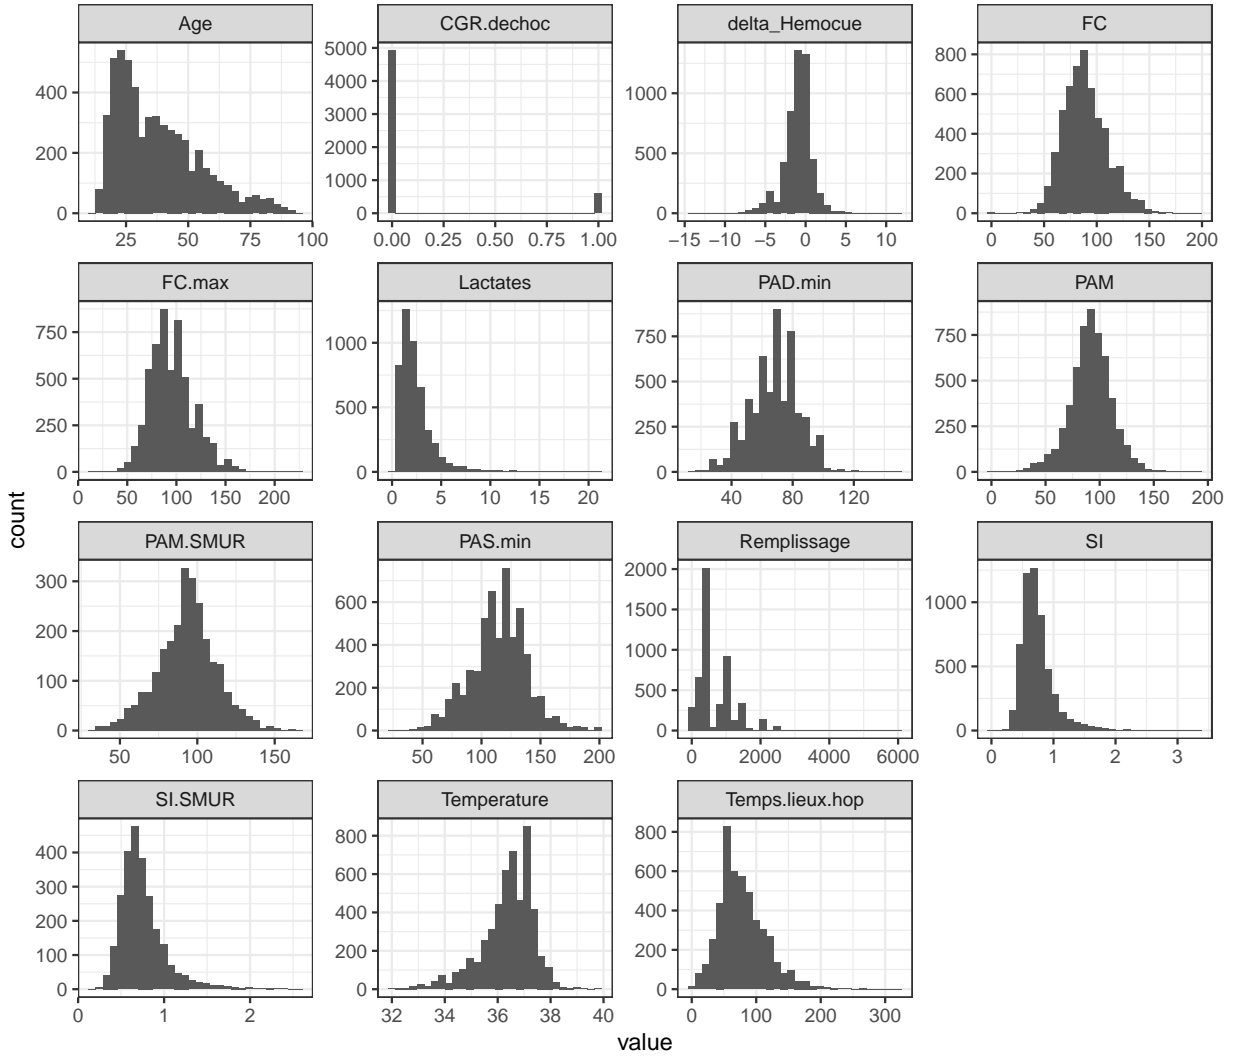 Age CGR.dechoc delta_Hemocue FC
0 200 400
25 50 75 100
0 1000 2000 3000 4000 5000
0.00 0.25 0.50 0.75 1.00
0 500 1000
−15 −10 −5 0 5 10
0 200 400 600 800
0 50 100 150 200
FC.max Lactates PAD.min PAM
0 250 500 750
0 50 100 150 200
0 500 1000
0 5 10 15 20
0 250 500 750
40 80 120
0 250 500 750
0 50 100 150 200
PAM.SMUR PAS.min Remplissage SI
0 100 200 300
50 100 150
0 200 400 600
50 100 150 200
0 500 1000 1500 2000
0 2000 4000 6000
0 500 1000
0 1 2 3
SI.SMUR Temperature Temps.lieux.hop
0 100 200 300 400
0 1 2
0 200 400 600 800
32 34 36 38 40
0 200 400 600 800
0 100 200 300
count
value